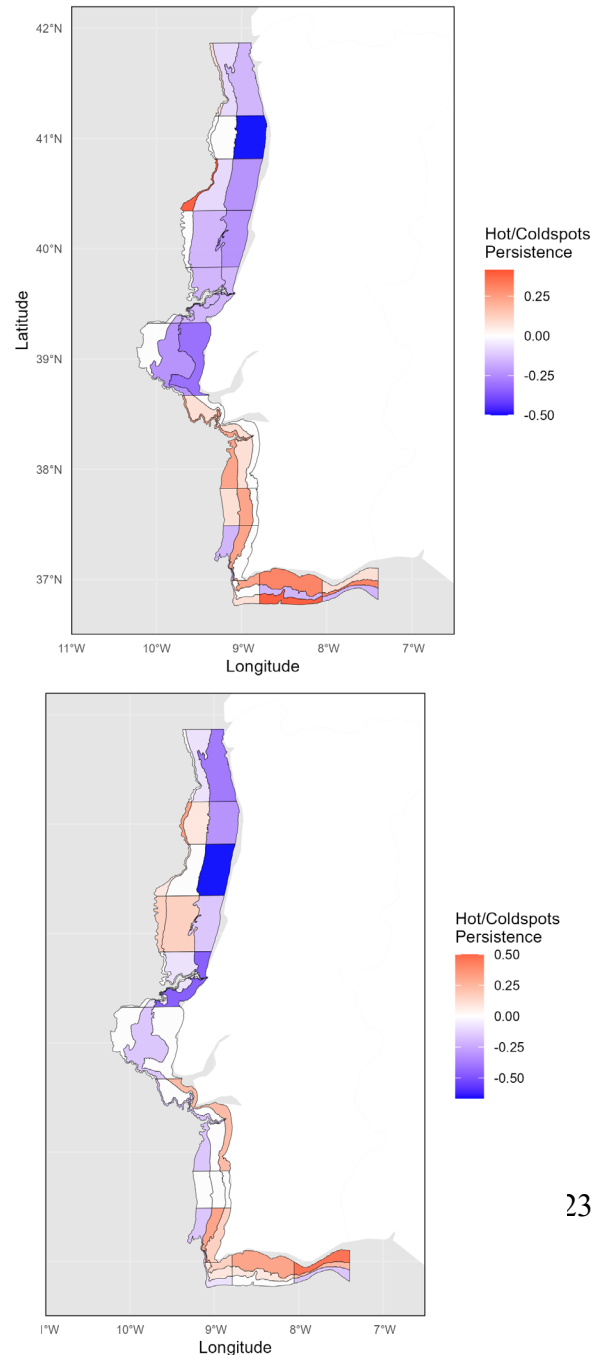 42°N
41°N
40°N
39°N
38°N
37°N
Latitude
11°W 10°W 9°W 8°W 7°W
Longitude
Hot/Coldspots
Persistence
0.25
0.00
-0.25
-0.50
Hot/Coldspots
Persistence
0.50
0.25
0.00
-0.25
-0.50
23
10°W 9°W 8°W 7°W
Longitude